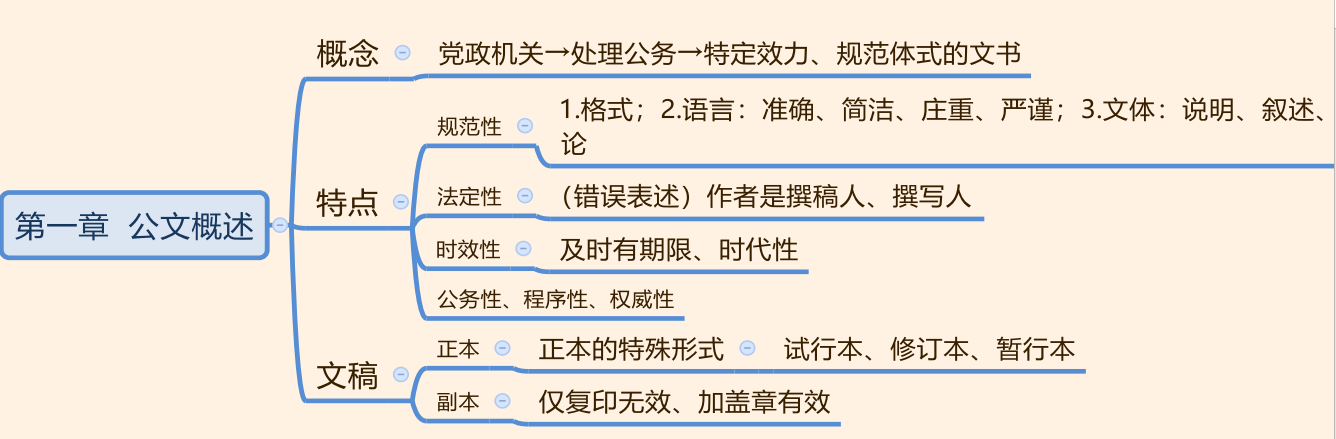 第一章 公文概述
概念
党政机关→处理公务→特定效力、规范体式的文书
特点
规范性
1.格式；2.语言：准确、简洁、庄重、严谨；3.文体：说明、叙述、
论
法定性
（错误表述）作者是撰稿人、撰写人
时效性
及时有期限、时代性
公务性、程序性、权威性
文稿
正本
正本的特殊形式
试行本、修订本、暂行本
副本
仅复印无效、加盖章有效